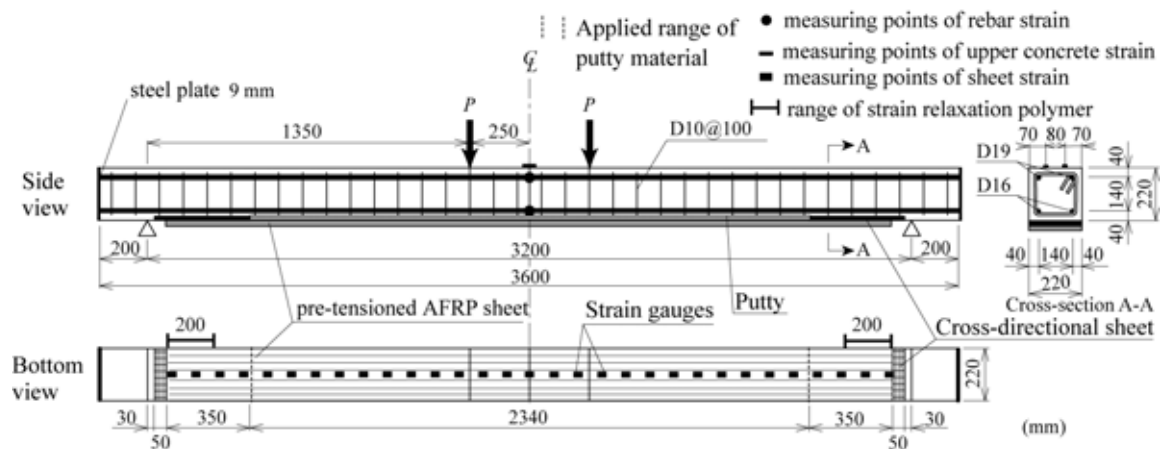 Applied range of
putty material
measuring points of rebar strain
measuring points of upper concrete strain
measuring points of sheet strain
range of strain relaxation polymer
℄
steel plate 9 mm
P
P
1350
250
D10@100
A
A
Side
view
200
3200
200
3600
70 80 70
D19
D16
40
140
40
220
40 140 40
220
Cross-section A-A
pre-tensioned AFRP sheet
Strain gauges
Putty
Cross-directional sheet
200
200
Bottom
view
220
30
350
2340
350
30
50
50
(mm)